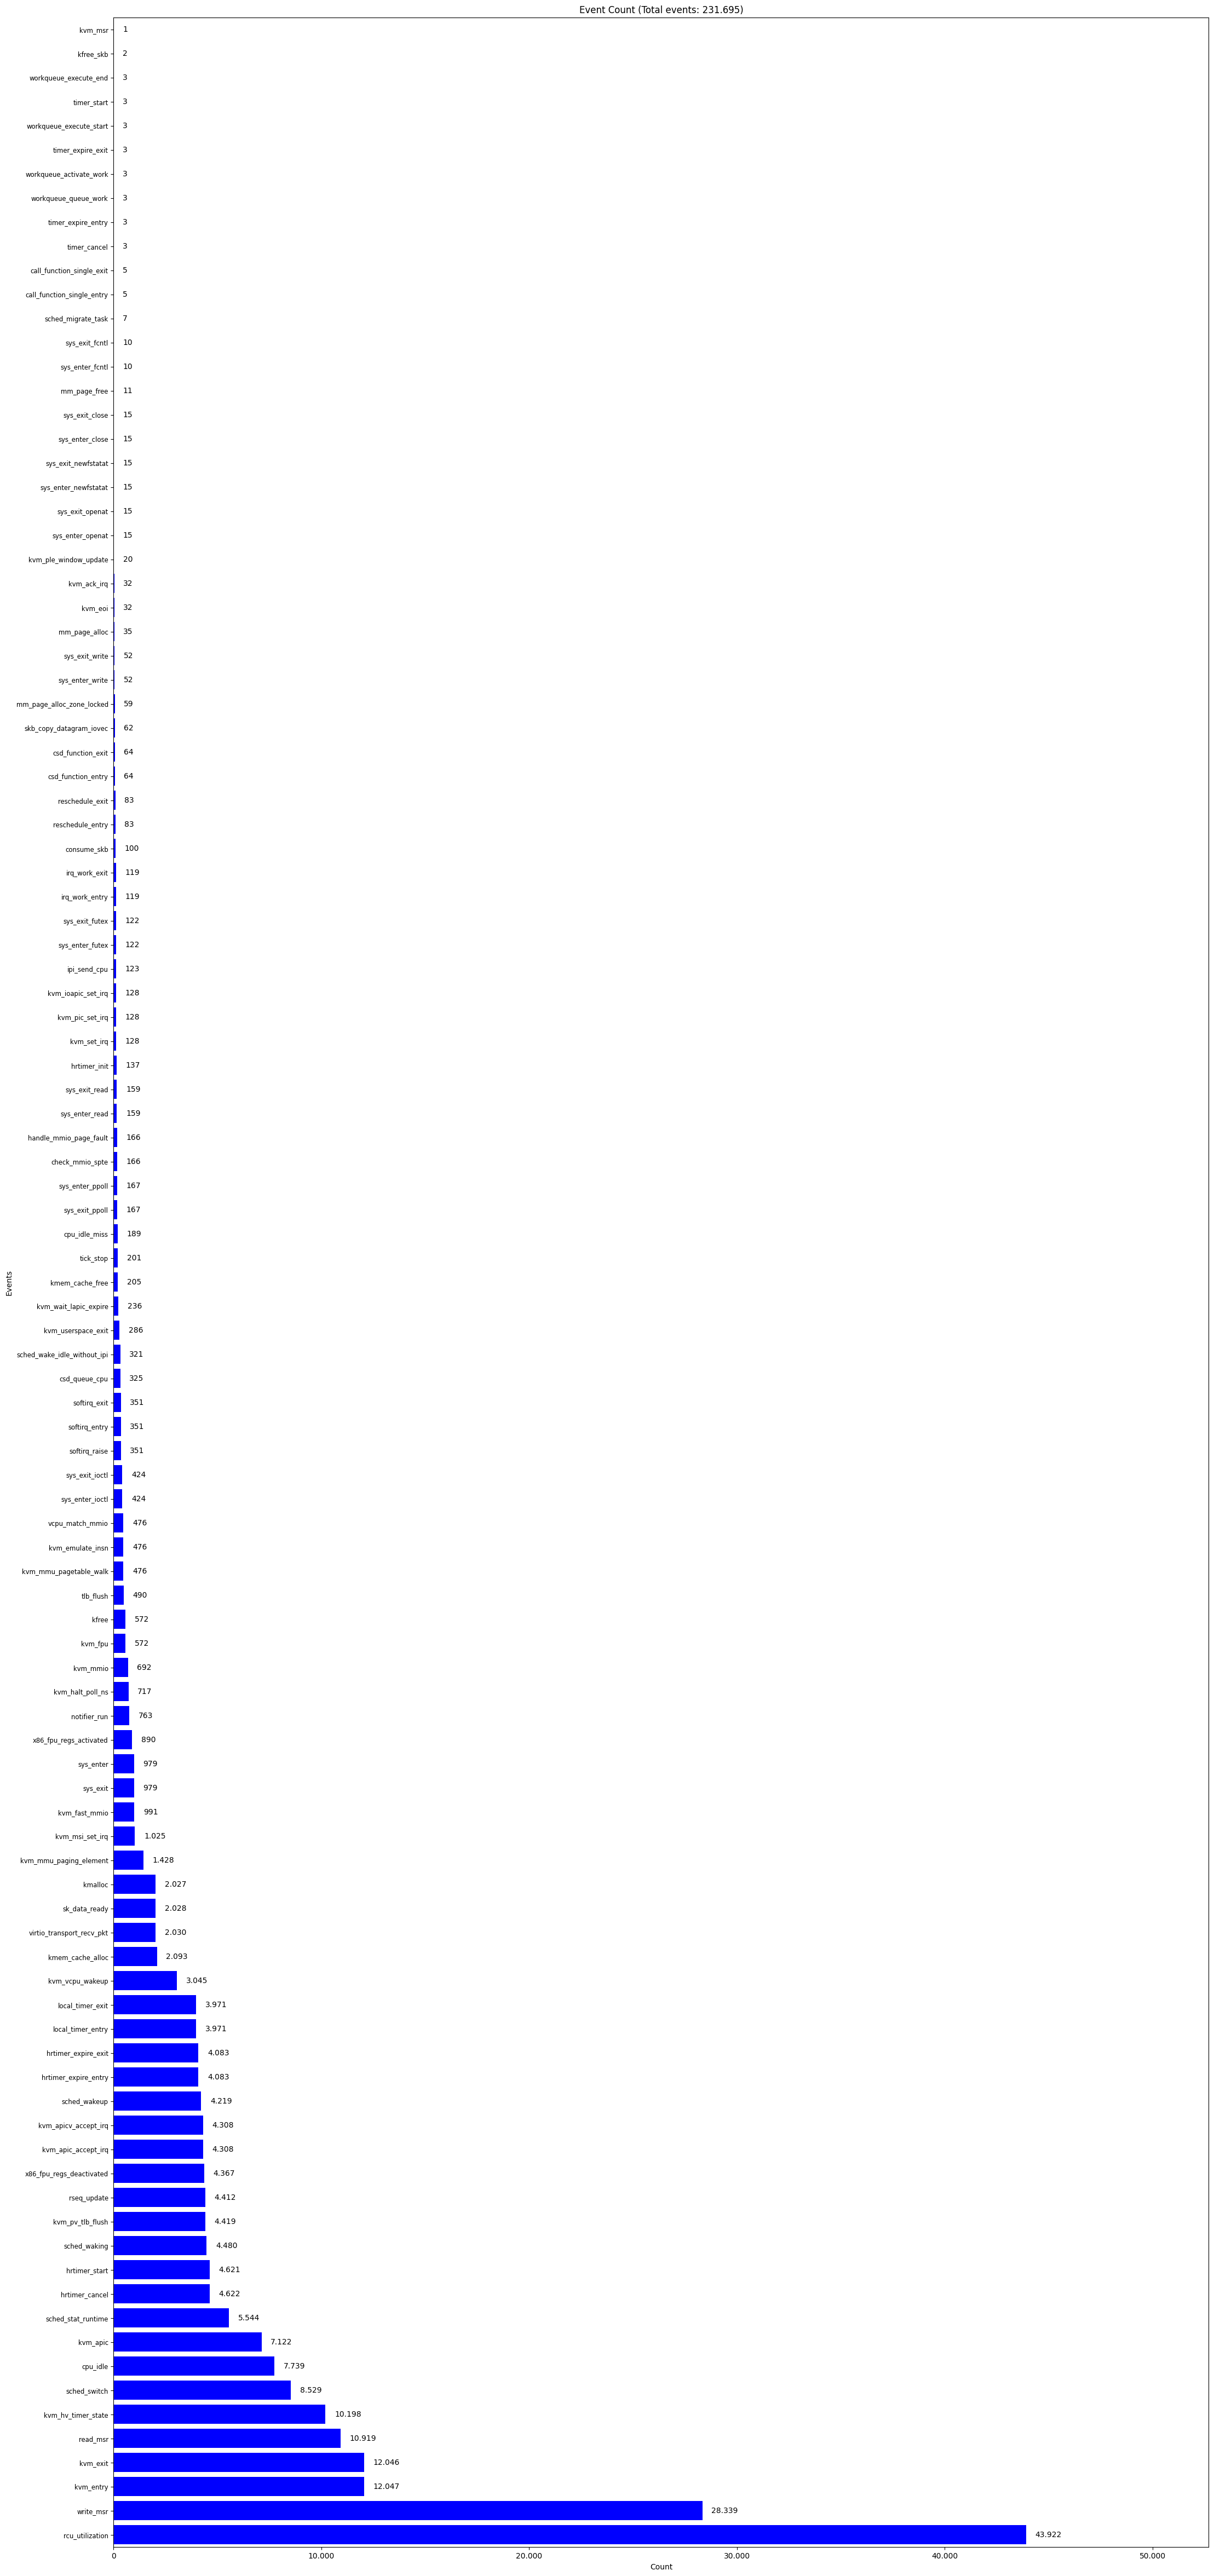 Event Count (Total events: 231.695)
kvm_msr 1
kfree_skb 2
workqueue_execute_end 3
timer_start 3
workqueue_execute_start 3
timer_expire_exit 3
workqueue_activate_work 3
workqueue_queue_work 3
timer_expire_entry 3
timer_cancel 3
call_function_single_exit 5
call_function_single_entry 5
sched_migrate_task 7
sys_exit_fcntl 10
sys_enter_fcntl 10
mm_page_free 11
sys_exit_close 15
sys_enter_close 15
sys_exit_newfstatat 15
sys_enter_newfstatat 15
sys_exit_openat 15
sys_enter_openat 15
kvm_ple_window_update 20
kvm_ack_irq 32
kvm_eoi 32
mm_page_alloc 35
sys_exit_write 52
sys_enter_write 52
mm_page_alloc_zone_locked 59
skb_copy_datagram_iovec 62
csd_function_exit 64
csd_function_entry 64
reschedule_exit 83
reschedule_entry 83
consume_skb 100
irq_work_exit 119
irq_work_entry 119
sys_exit_futex 122
sys_enter_futex 122
ipi_send_cpu 123
kvm_ioapic_set_irq 128
kvm_pic_set_irq 128
kvm_set_irq 128
hrtimer_init 137
sys_exit_read 159
sys_enter_read 159
handle_mmio_page_fault 166
check_mmio_spte 166
sys_enter_ppoll 167
sys_exit_ppoll 167
cpu_idle_miss 189
tick_stop 201
kmem_cache_free 205
Events
kvm_wait_lapic_expire 236
kvm_userspace_exit 286
sched_wake_idle_without_ipi 321
csd_queue_cpu 325
softirq_exit 351
softirq_entry 351
softirq_raise 351
sys_exit_ioctl 424
sys_enter_ioctl 424
vcpu_match_mmio 476
kvm_emulate_insn 476
kvm_mmu_pagetable_walk 476
tlb_flush 490
kfree 572
kvm_fpu 572
kvm_mmio 692
kvm_halt_poll_ns 717
notifier_run 763
x86_fpu_regs_activated 890
sys_enter 979
sys_exit 979
kvm_fast_mmio 991
kvm_msi_set_irq 1.025
kvm_mmu_paging_element 1.428
kmalloc 2.027
sk_data_ready 2.028
virtio_transport_recv_pkt 2.030
kmem_cache_alloc 2.093
kvm_vcpu_wakeup 3.045
local_timer_exit 3.971
local_timer_entry 3.971
hrtimer_expire_exit 4.083
hrtimer_expire_entry 4.083
sched_wakeup 4.219
kvm_apicv_accept_irq 4.308
kvm_apic_accept_irq 4.308
x86_fpu_regs_deactivated 4.367
rseq_update 4.412
kvm_pv_tlb_flush 4.419
sched_waking 4.480
hrtimer_start 4.621
hrtimer_cancel 4.622
sched_stat_runtime 5.544
kvm_apic 7.122
cpu_idle 7.739
sched_switch 8.529
kvm_hv_timer_state 10.198
read_msr 10.919
kvm_exit 12.046
kvm_entry 12.047
write_msr 28.339
rcu_utilization 43.922
0 10.000 20.000 30.000 40.000 50.000
Count